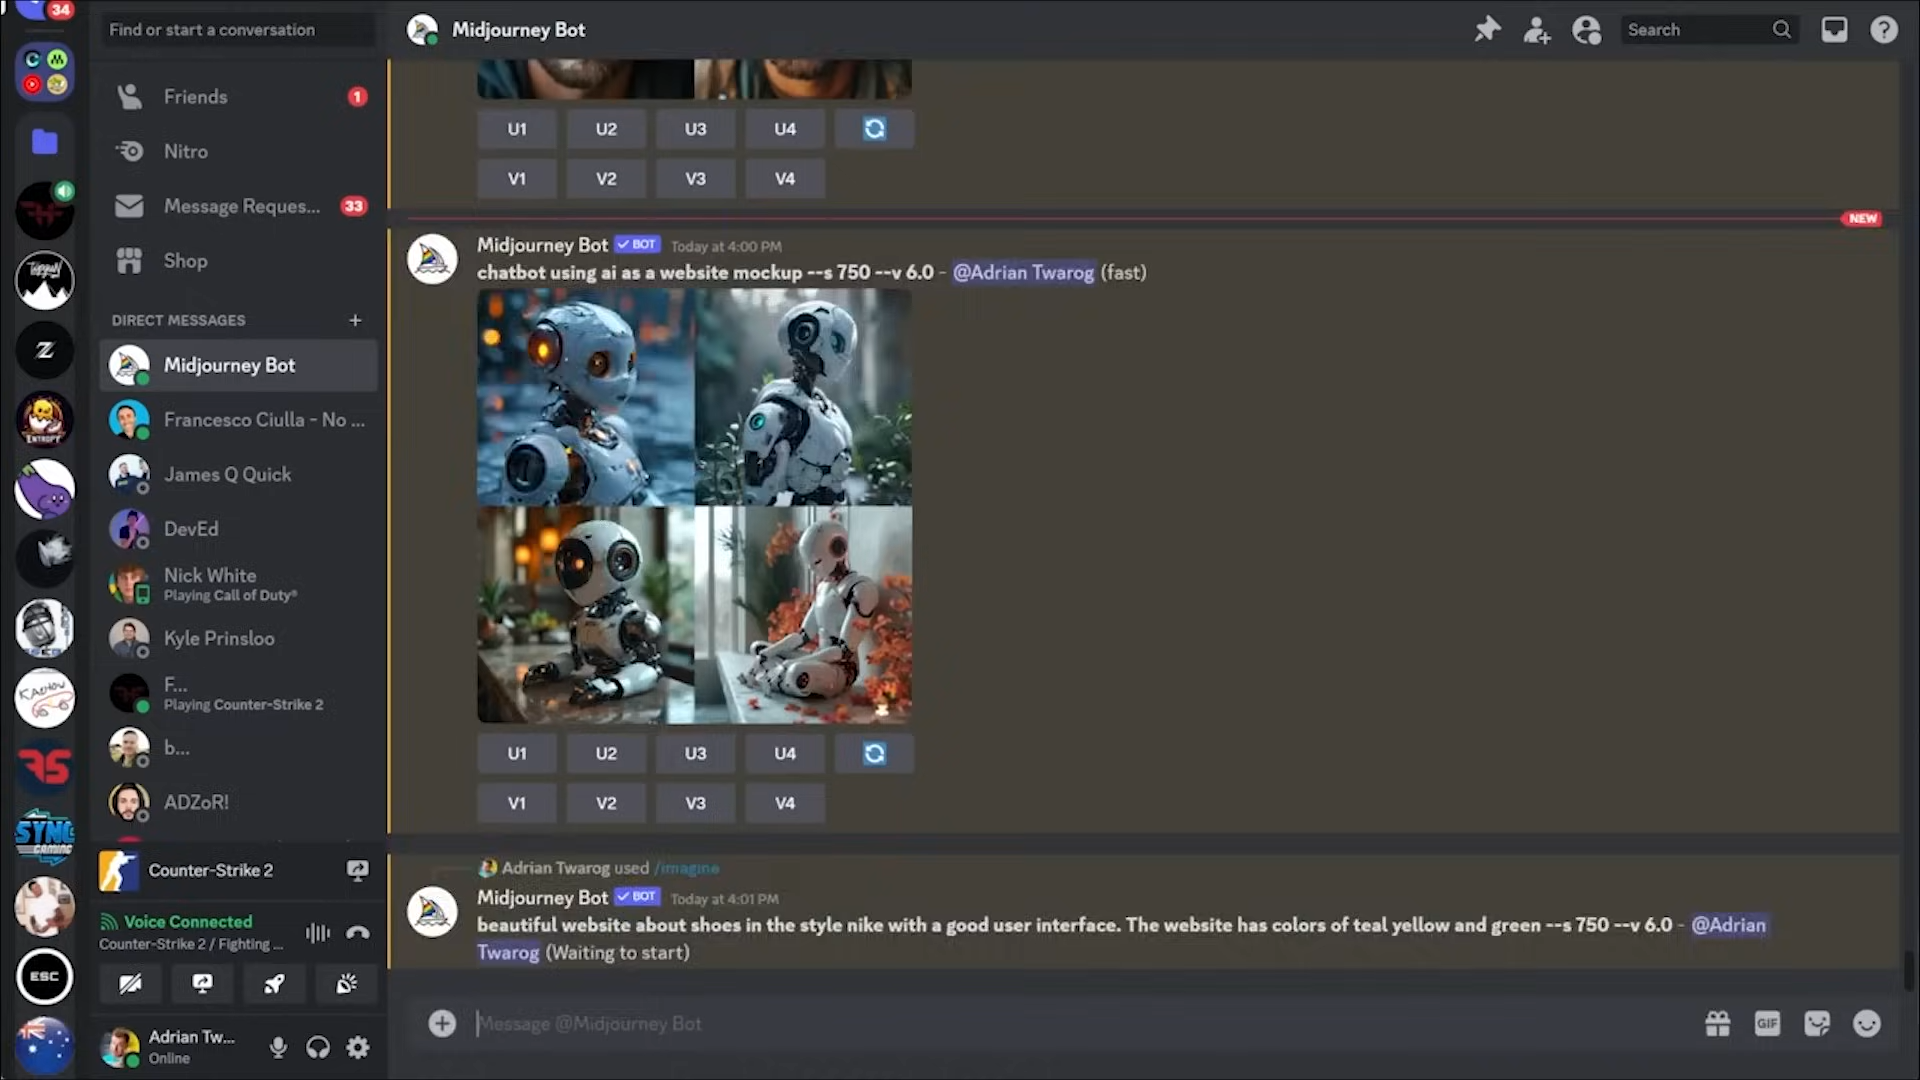 34
Find or start a conversation
Friends
1
Nitro
Message Reques...
33
Shop
DIRECT MESSAGES
Midjourney Bot
Francesco Ciulla - No ...
James Q Quick
DevEd
Nick White
Playing Call of Duty®
Kyle Prinsloo
F...
Playing Counter-Strike 2
b...
ADZoR!
Counter-Strike 2
Voice Connected
Counter-Strike 2 / Fighting ...
Adrian Tw...
Online
Z
ENTROPY
KACHOW
SYNC
GAMING
ESC
Midjourney Bot
Search
U1 U2 U3 U4
V1 V2 V3 V4
NEW
Midjourney Bot BOT Today at 4:00 PM
chatbot using ai as a website mockup --s 750 --v 6.0 - @Adrian Twarog (fast)
U1 U2 U3 U4
V1 V2 V3 V4
Adrian Twarog used /imagine
Midjourney Bot BOT Today at 4:01 PM
beautiful website about shoes in the style nike with a good user interface. The website has colors of teal yellow and green --s 750 --v 6.0 - @Adrian
Twarog (Waiting to start)
Message @Midjourney Bot
GIF